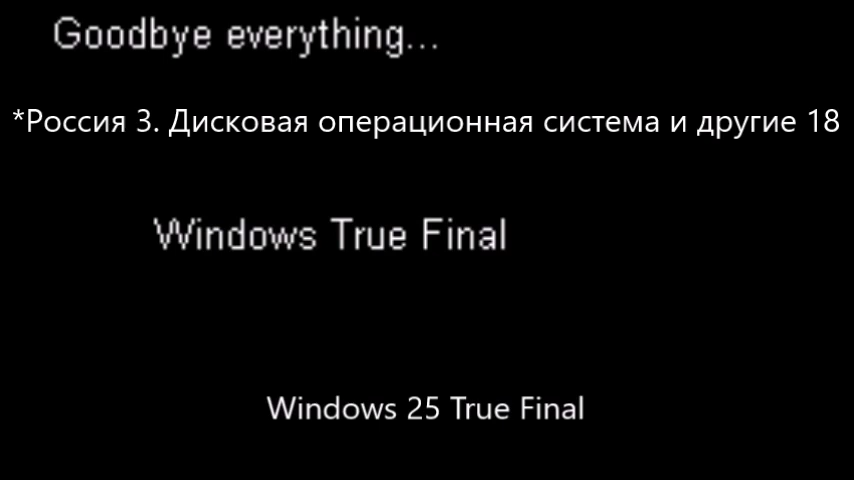 Goodbye everything...
*Россия 3. Дисковая операционная система и другие 18
Windows True Final
Windows 25 True Final